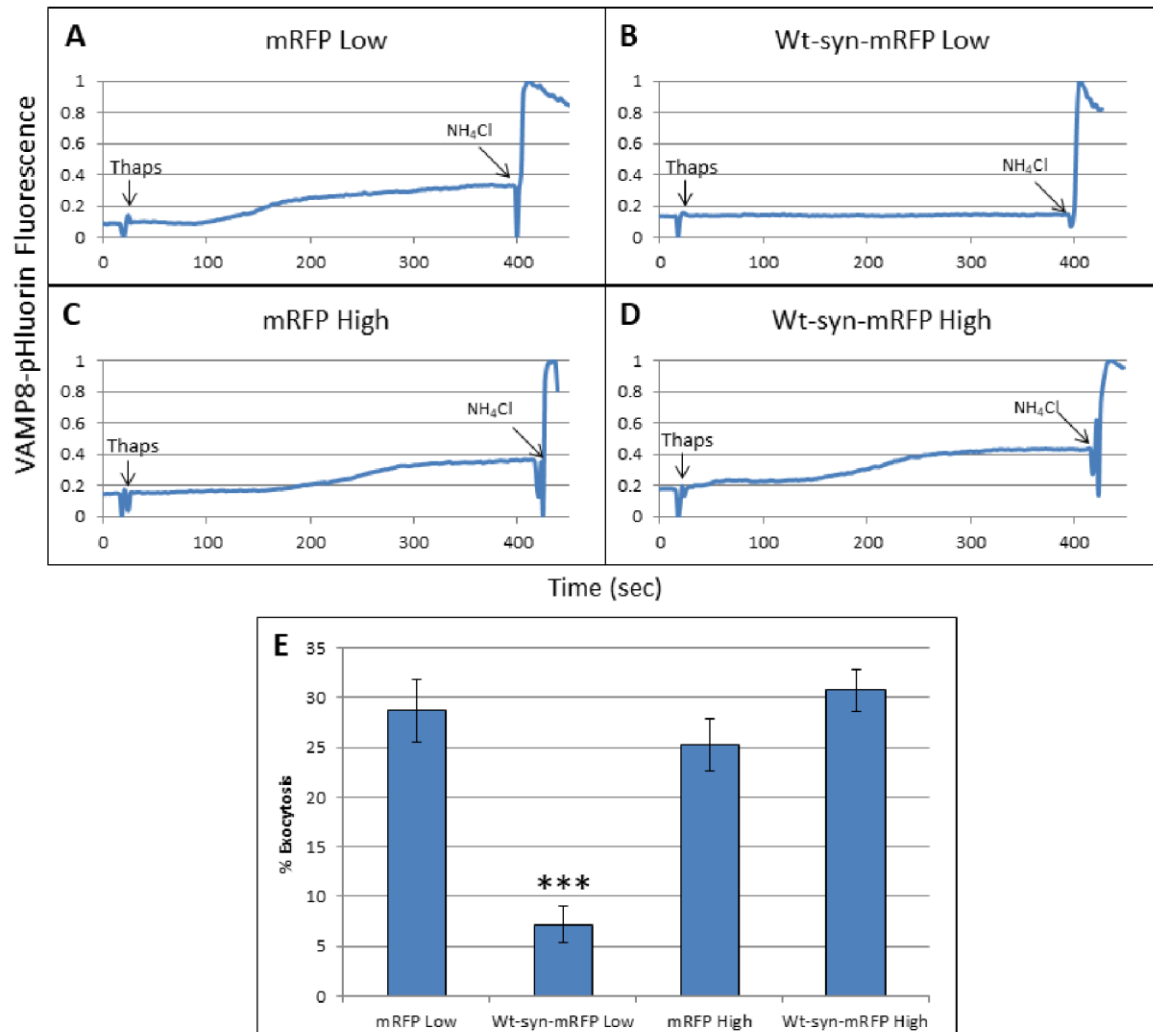 A mRFP Low
1
0.8
0.6
0.4
0.2
0
Thaps
NH₄Cl
0 100 200 300 400
B Wt-syn-mRFP Low
1
0.8
0.6
0.4
0.2
0
Thaps
NH₄Cl
0 100 200 300 400
VAMP8-pHluorin Fluorescence
C mRFP High
1
0.8
0.6
0.4
0.2
0
Thaps
NH₄Cl
0 100 200 300 400
D Wt-syn-mRFP High
1
0.8
0.6
0.4
0.2
0
Thaps
NH₄Cl
0 100 200 300 400
Time (sec)
E
% Exocytosis
35
30
25
20
15
10
5
0
***
mRFP Low Wt-syn-mRFP Low mRFP High Wt-syn-mRFP High